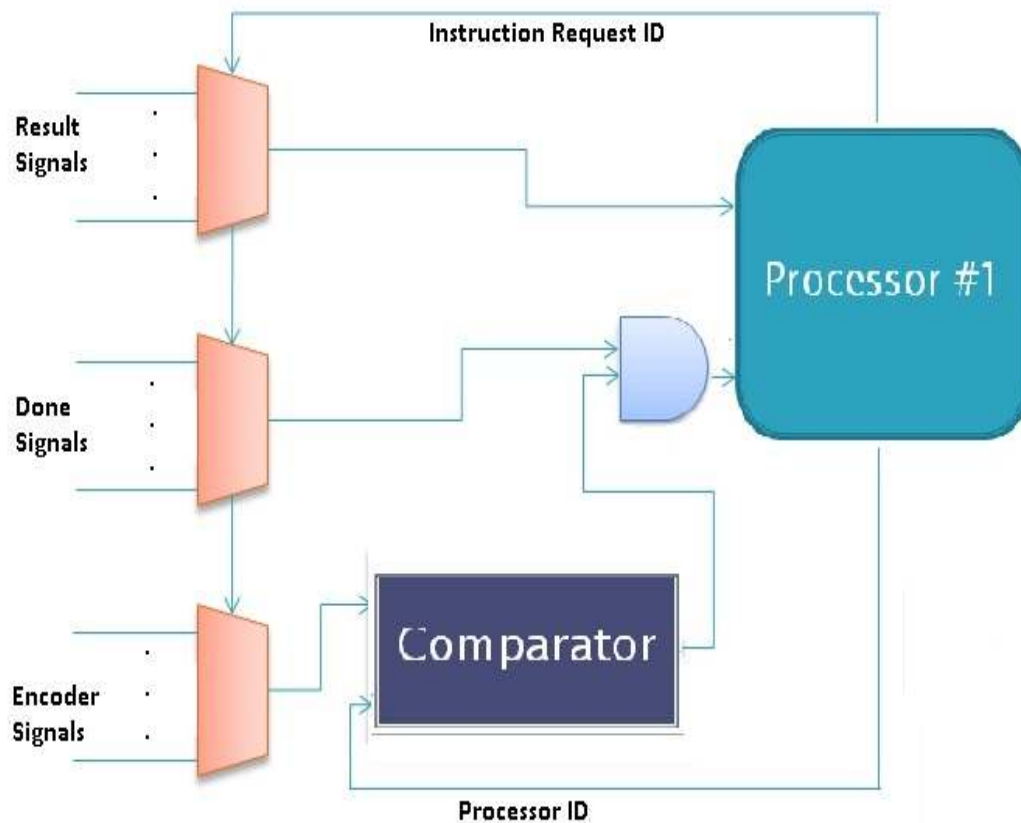 Instruction Request ID
Result
Signals
Processor #1
Done
Signals
Comparator
Encoder
Signals
Processor ID